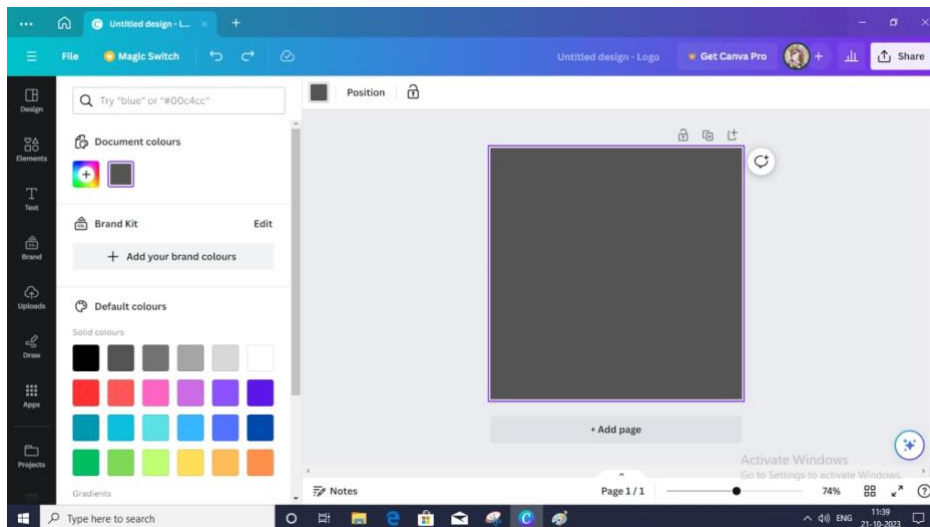 Untitled design - L...
File
Magic Switch
Untitled design - Logo
Get Canva Pro
Share
Design
Elements
Text
Brand
Uploads
Draw
Apps
Projects
Try "blue" or "#00c4cc"
Document colours
Brand Kit
Edit
+ Add your brand colours
Default colours
Solid colours
Gradients
Position
+ Add page
Activate Windows
Go to Settings to activate Windows.
Notes
Page 1 / 1
74%
Type here to search
ENG
11:39
21-10-2023